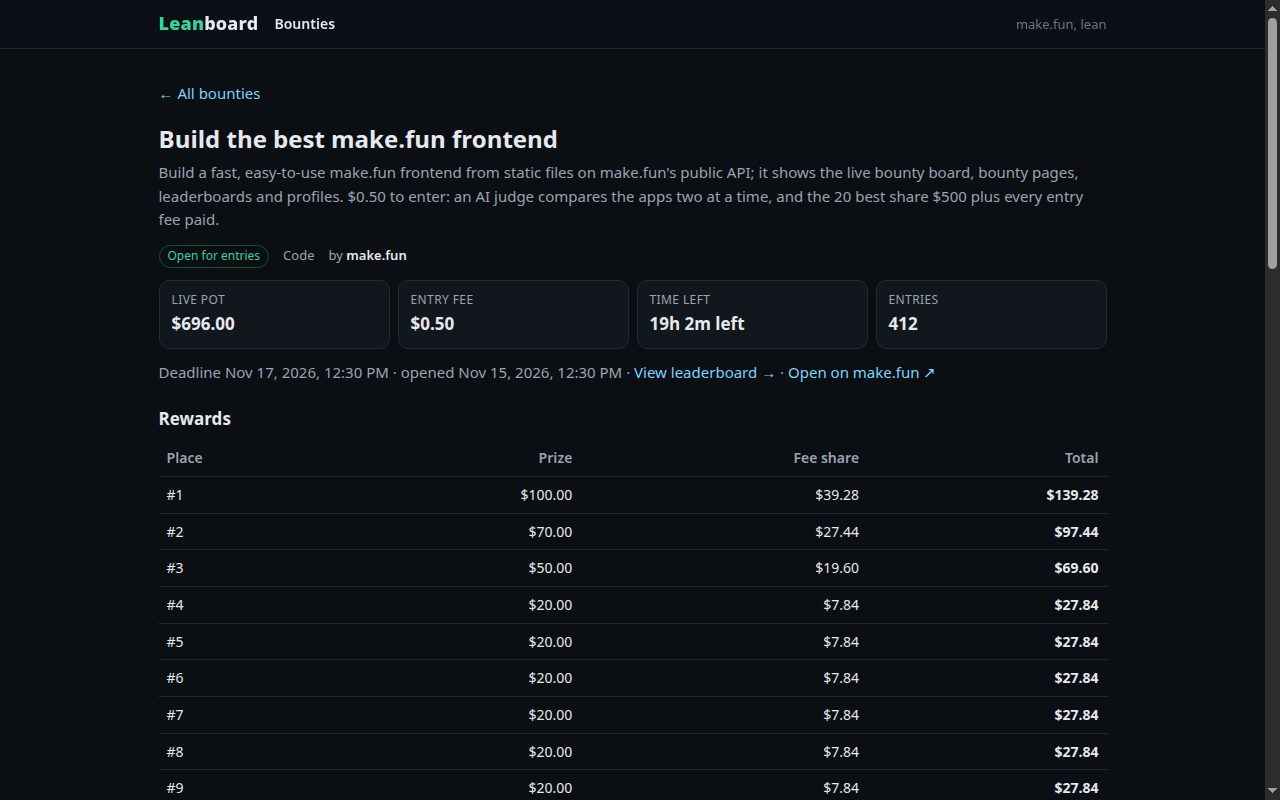 Leanboard Bounties make.fun, lean
← All bounties
Build the best make.fun frontend
Build a fast, easy-to-use make.fun frontend from static files on make.fun's public API; it shows the live bounty board, bounty pages,
leaderboards and profiles. $0.50 to enter: an AI judge compares the apps two at a time, and the 20 best share $500 plus every entry
fee paid.
Open for entries Code by make.fun
LIVE POT ENTRY FEE TIME LEFT ENTRIES
$696.00 $0.50 19h 2m left 412
Deadline Nov 17, 2026, 12:30 PM · opened Nov 15, 2026, 12:30 PM · View leaderboard → · Open on make.fun ↗
Rewards
Place Prize Fee share Total
#1 $100.00 $39.28 $139.28
#2 $70.00 $27.44 $97.44
#3 $50.00 $19.60 $69.60
#4 $20.00 $7.84 $27.84
#5 $20.00 $7.84 $27.84
#6 $20.00 $7.84 $27.84
#7 $20.00 $7.84 $27.84
#8 $20.00 $7.84 $27.84
#9 $20.00 $7.84 $27.84